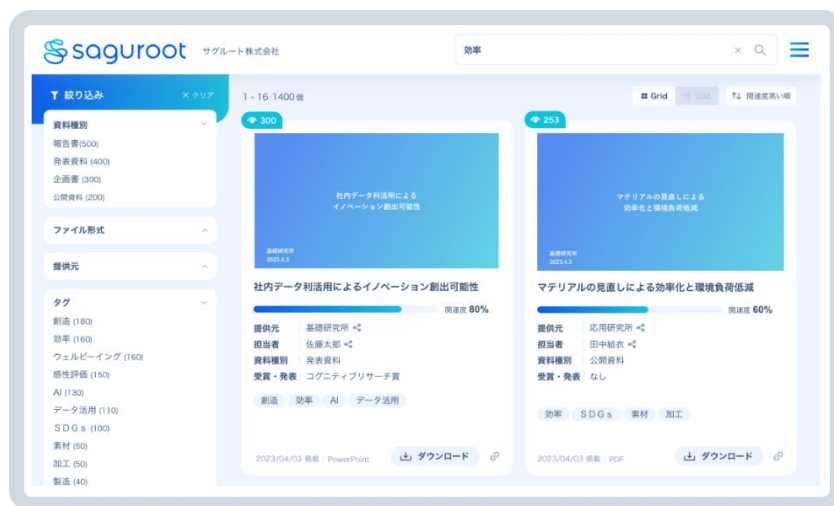 saguroot サグルート株式会社
効率
絞り込み × クリア
資料種別
報告書(500)
発表資料 (400)
企画書 (300)
公開資料 (200)
ファイル形式
提供元
タグ
創造 (180)
効率 (160)
ウェルビーイング (160)
感性評価 (150)
AI (130)
データ活用 (110)
SDGs (100)
素材 (50)
加工 (50)
製造 (40)
1 - 16/1400個
Grid List 関連度高い順
300
社内データ利活用による
イノベーション創出可能性
基礎研究所
2023.4.3
社内データ利活用によるイノベーション創出可能性
関連度 80%
提供元 基礎研究所
担当者 佐藤太郎
資料種別 発表資料
受賞・発表 コグニティブリサーチ賞
創造 効率 AI データ活用
2023/04/03 掲載 / PowerPoint ダウンロード
253
マテリアルの見直しによる
効率化と環境負荷低減
基礎研究所
2023.4.3
マテリアルの見直しによる効率化と環境負荷低減
関連度 60%
提供元 応用研究所
担当者 田中結衣
資料種別 公開資料
受賞・発表 なし
効率 SDGs 素材 加工
2023/04/03 掲載 / PDF ダウンロード